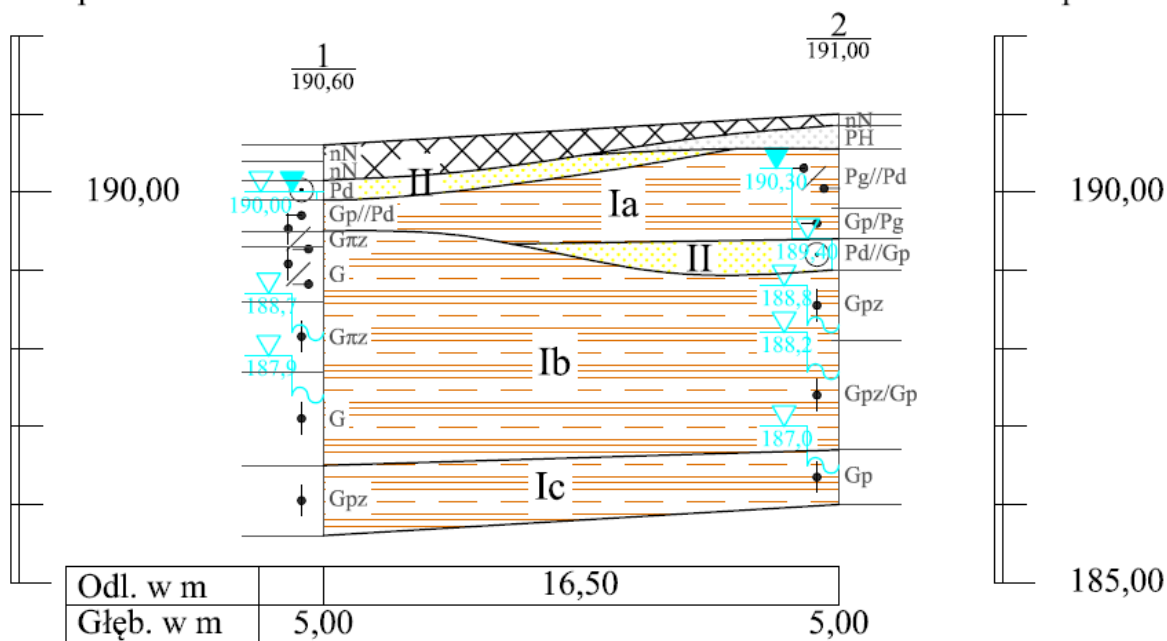 1
190,60
2
191,00
nN
nN
Pd
Gp//Pd
Gπz
G
Gπz
G
Gpz
190,00
190,00
188,7
187,9
II
Ia
II
Ib
Ic
nN
PH
Pg//Pd
Gp/Pg
Pd//Gp
Gpz
Gpz/Gp
Gp
190,30
189,40
188,8
188,2
187,0
190,00
185,00
Odl. w m 16,50
Głęb. w m 5,00 5,00